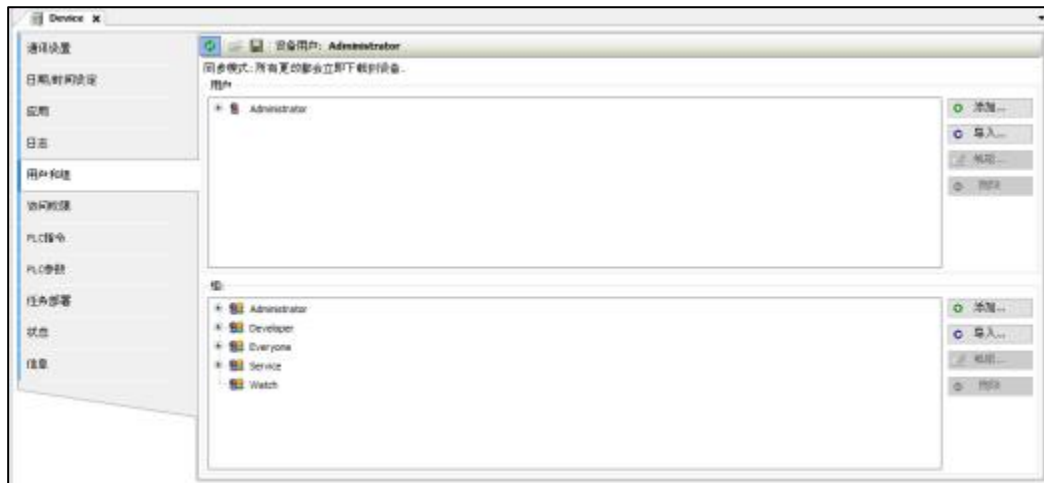 Device
通讯设置
日期/时间设定
应用
日志
用户和组
访问权限
PLC指令
PLC参数
任务部署
状态
信息
设备用户: Administrator
同步模式:所有更改都会立即下载到设备.
用户
Administrator
添加...
导入...
编辑...
删除
组:
Administrator
Developer
Everyone
Service
Watch
添加...
导入...
编辑...
删除